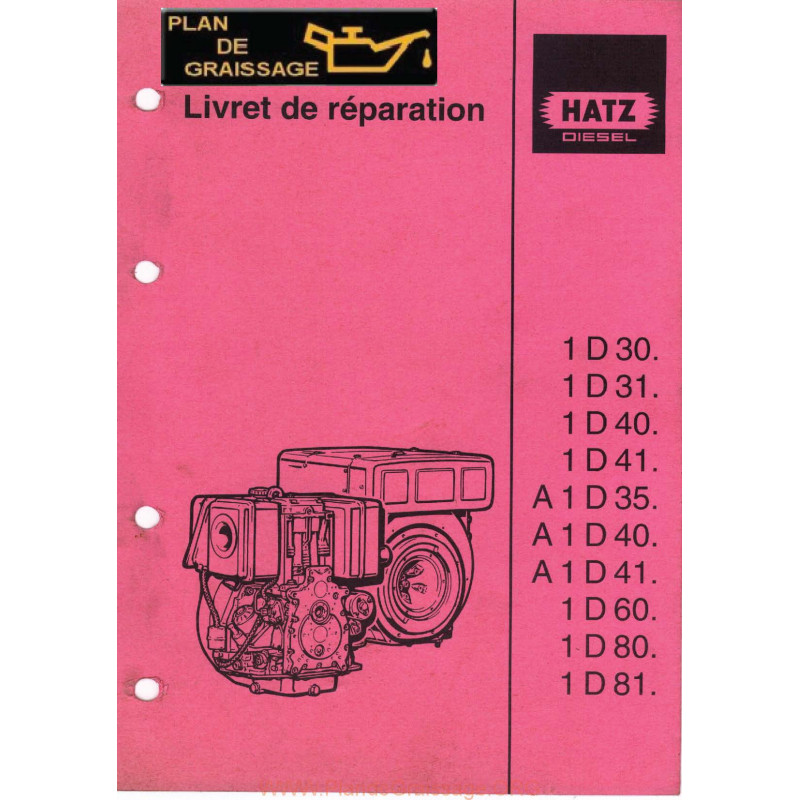 PLAN
DE
GRAISSAGE
Livret de réparation
HATZ
DIESEL
1 D 30.
1 D 31.
1 D 40.
1 D 41.
A 1 D 35.
A 1 D 40.
A 1 D 41.
1 D 60.
1 D 80.
1 D 81.